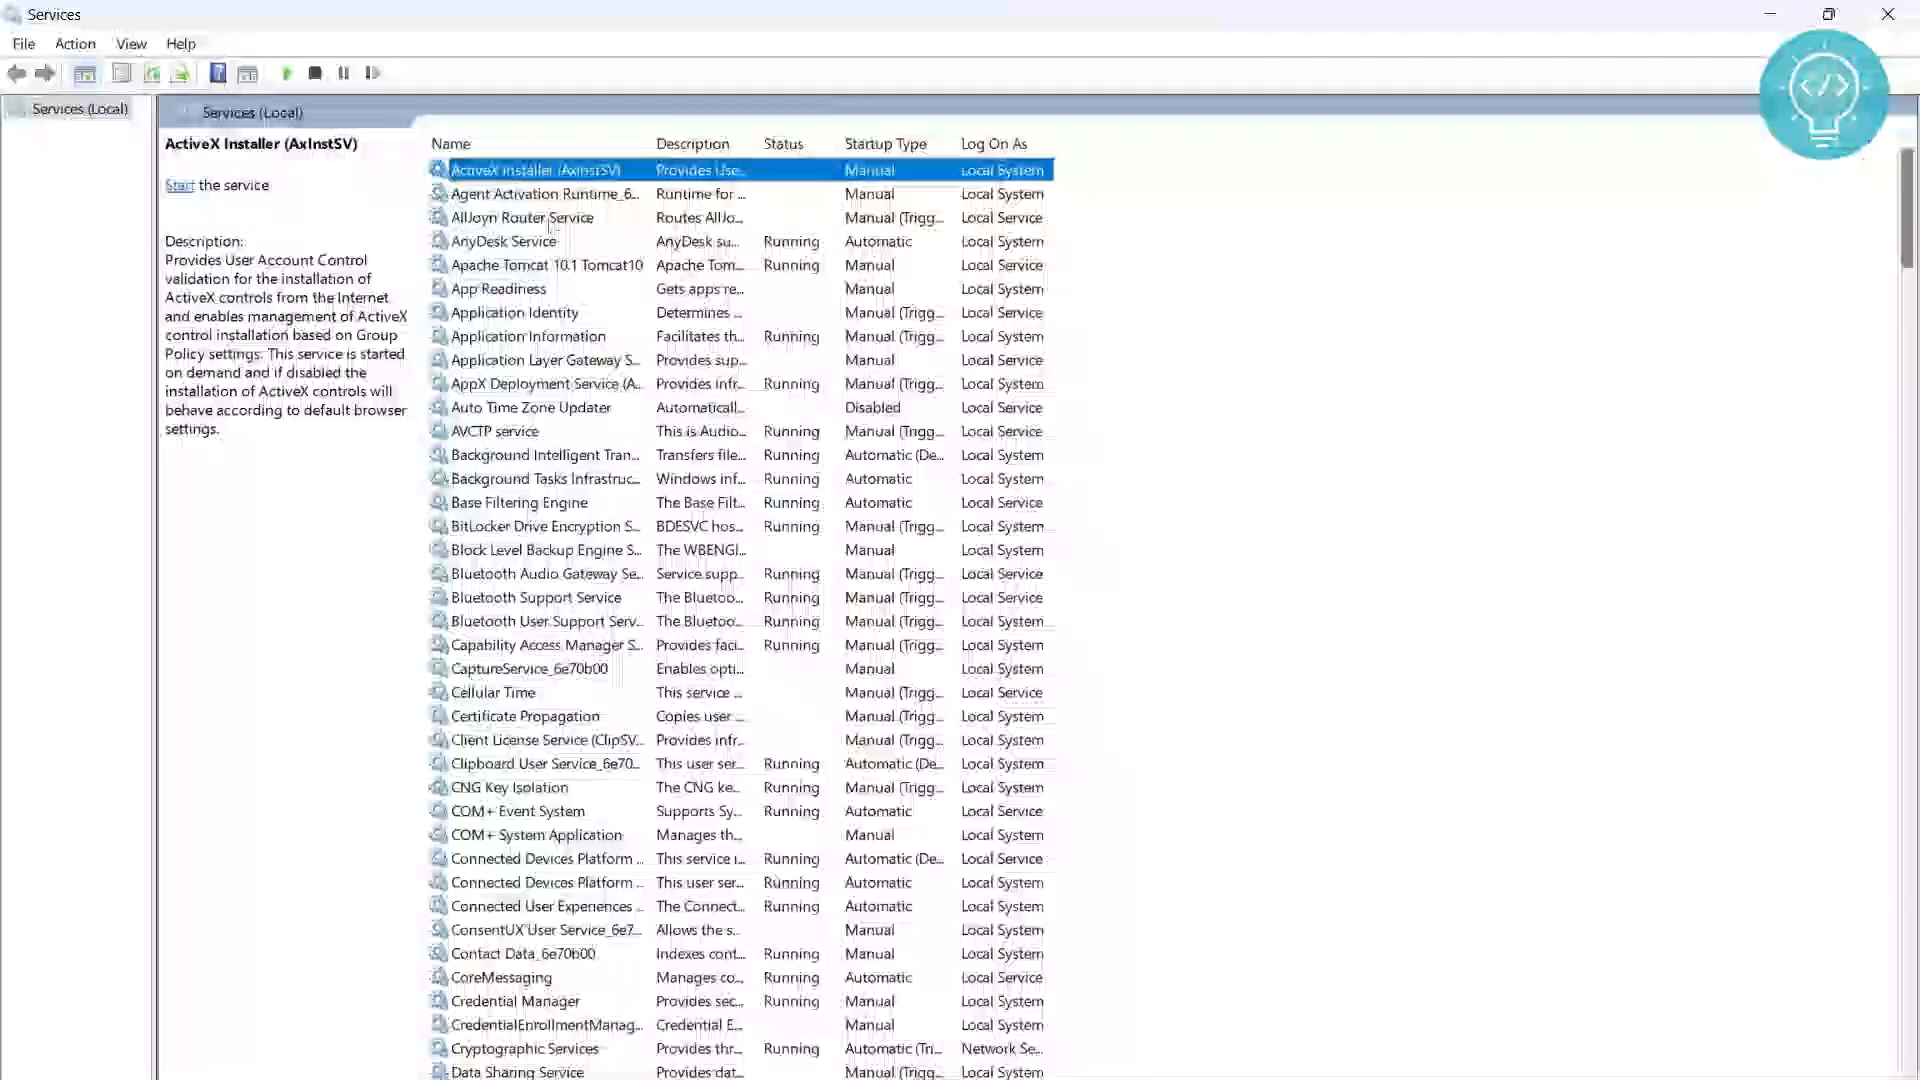 Services
File Action View Help
Services (Local)
Services (Local)
ActiveX Installer (AxInstSV)
Start the service
Description:
Provides User Account Control
validation for the installation of
ActiveX controls from the Internet
and enables management of ActiveX
control installation based on Group
Policy settings. This service is started
on demand and if disabled the
installation of ActiveX controls will
behave according to default browser
settings.
Name Description Status Startup Type Log On As
ActiveX Installer (AxInstSV) Provides Use... Manual Local System
Agent Activation Runtime_6... Runtime for ... Manual Local System
AllJoyn Router Service Routes AllJo... Manual (Trigg... Local Service
AnyDesk Service AnyDesk su... Running Automatic Local System
Apache Tomcat 10.1 Tomcat10 Apache Tom... Running Manual Local Service
App Readiness Gets apps re... Manual Local System
Application Identity Determines ... Manual (Trigg... Local Service
Application Information Facilitates th... Running Manual (Trigg... Local System
Application Layer Gateway S... Provides sup... Manual Local Service
AppX Deployment Service (A... Provides infr... Running Manual (Trigg... Local System
Auto Time Zone Updater Automaticall... Disabled Local Service
AVCTP service This is Audio... Running Manual (Trigg... Local Service
Background Intelligent Tran... Transfers file... Running Automatic (De... Local System
Background Tasks Infrastruc... Windows inf... Running Automatic Local System
Base Filtering Engine The Base Filt... Running Automatic Local Service
BitLocker Drive Encryption S... BDESVC hos... Running Manual (Trigg... Local System
Block Level Backup Engine S... The WBENGI... Manual Local System
Bluetooth Audio Gateway Se... Service supp... Running Manual (Trigg... Local Service
Bluetooth Support Service The Bluetoo... Running Manual (Trigg... Local Service
Bluetooth User Support Serv... The Bluetoo... Running Manual (Trigg... Local System
Capability Access Manager S... Provides faci... Running Manual (Trigg... Local System
CaptureService_6e70b00 Enables opti... Manual Local System
Cellular Time This service ... Manual (Trigg... Local Service
Certificate Propagation Copies user ... Manual (Trigg... Local System
Client License Service (ClipSV... Provides infr... Manual (Trigg... Local System
Clipboard User Service_6e70... This user ser... Running Automatic (De... Local System
CNG Key Isolation The CNG ke... Running Manual (Trigg... Local System
COM+ Event System Supports Sy... Running Automatic Local Service
COM+ System Application Manages th... Manual Local System
Connected Devices Platform ... This service i... Running Automatic (De... Local Service
Connected Devices Platform ... This user ser... Running Automatic Local System
Connected User Experiences ... The Connect... Running Automatic Local System
ConsentUX User Service_6e7... Allows the s... Manual Local System
Contact Data_6e70b00 Indexes cont... Running Manual Local System
CoreMessaging Manages co... Running Automatic Local Service
Credential Manager Provides sec... Running Manual Local System
CredentialEnrollmentManag... Credential E... Manual Local System
Cryptographic Services Provides thr... Running Automatic (Tri... Network Se...
Data Sharing Service Provides dat... Manual (Trigg... Local System